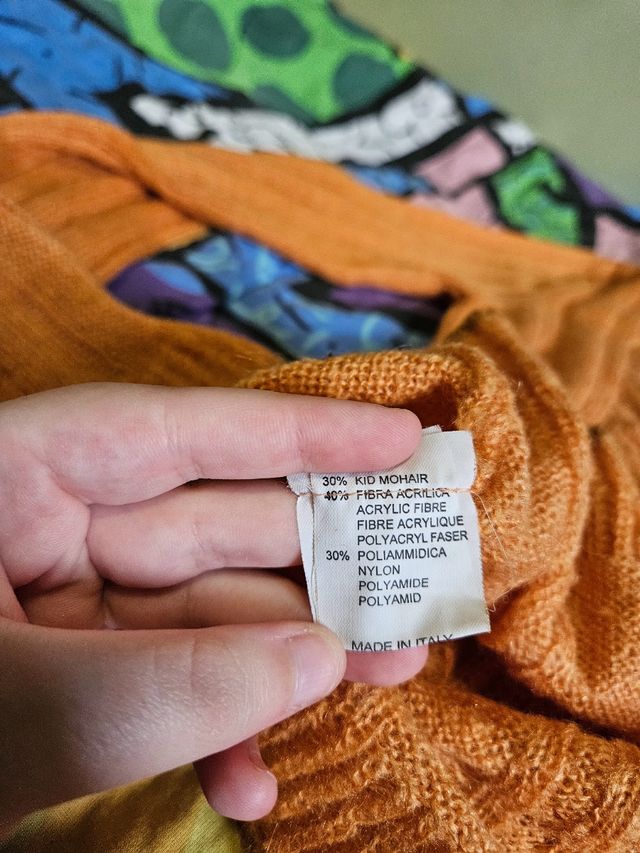 30% KID MOHAIR
40% FIBRA ACRILICA
ACRYLIC FIBRE
FIBRE ACRYLIQUE
POLYACRYL FASER
30% POLIAMMIDICA
NYLON
POLYAMIDE
POLYAMID
MADE IN ITALY